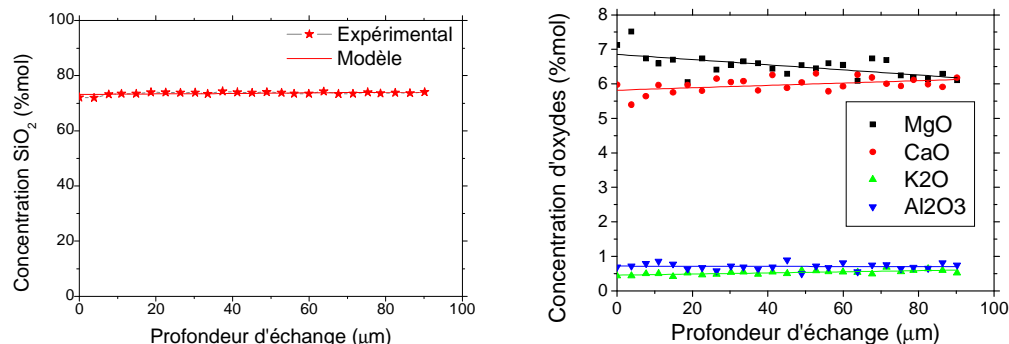 Concentration SiO2 (%mol)
100
80
60
40
20
0
Expérimental
Modèle
0 20 40 60 80 100
Profondeur d'échange (μm)
Concentration d'oxydes (%mol)
8
7
6
5
4
3
2
1
0
MgO
CaO
K2O
Al2O3
0 20 40 60 80 100
Profondeur d'échange (μm)